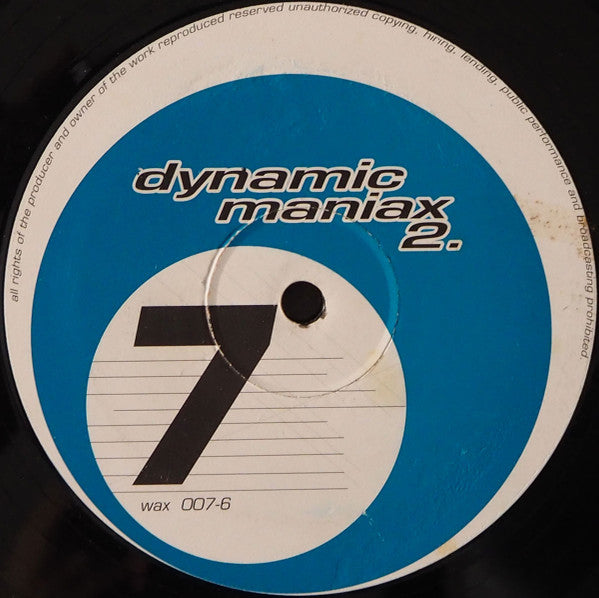 all rights of the producer and owner of the work reproduced reserved unauthorized copying, hiring, lending, public performance and broadcasting prohibited.
dynamic
maniax
2.
7
wax 007-6